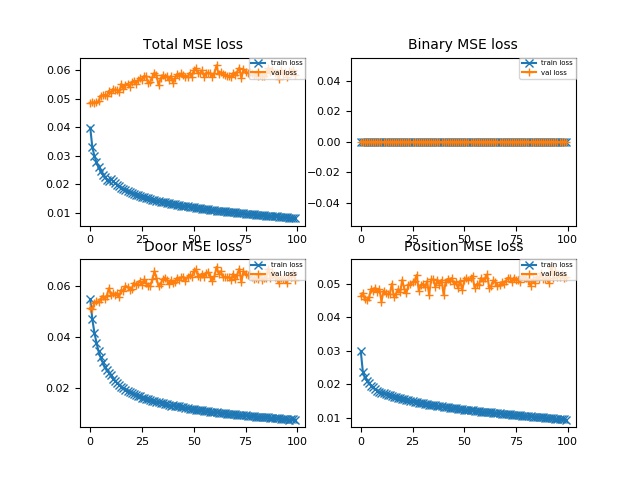 Total MSE loss
train loss
val loss
0.06
0.05
0.04
0.03
0.02
0.01
0 25 50 75 100
Binary MSE loss
train loss
val loss
0.04
0.02
0.00
−0.02
−0.04
0 25 50 75 100
Door MSE loss
train loss
val loss
0.06
0.04
0.02
0 25 50 75 100
Position MSE loss
train loss
val loss
0.05
0.04
0.03
0.02
0.01
0 25 50 75 100